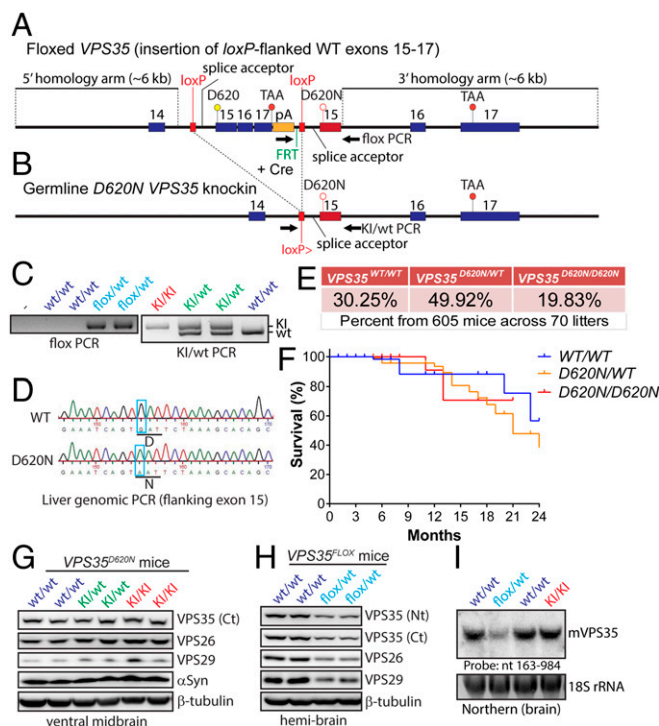 A
Floxed VPS35 (insertion of loxP-flanked WT exons 15-17)
5' homology arm (~6 kb)
loxP
splice acceptor
loxP
3' homology arm (~6 kb)
D620
TAA
D620N
TAA
14
15 16 17 pA
15
16
17
flox PCR
FRT
splice acceptor
+ Cre
B
Germline D620N VPS35 knockin
D620N
TAA
14
15
16
17
KI/wt PCR
loxP>
splice acceptor
C
wt/wt
wt/wt
flox/wt
flox/wt
KI/KI
KI/wt
KI/wt
wt/wt
KI
wt
flox PCR
KI/wt PCR
D
WT
GAAATCAGTGATTCTAAAGCACAGC
D
D620N
GAAATCAGTAATTCTAAAGCACAGC
N
Liver genomic PCR (flanking exon 15)
E
VPS35 WT/WT VPS35 D620N/WT VPS35 D620N/D620N
30.25% 49.92% 19.83%
Percent from 605 mice across 70 litters
F
WT/WT
D620N/WT
D620N/D620N
Survival (%)
100
80
60
40
20
0
0 3 6 9 12 15 18 21 24
Months
G
VPS35D620N mice
wt/wt
wt/wt
KI/wt
KI/wt
KI/KI
KI/KI
VPS35 (Ct)
VPS26
VPS29
αSyn
β-tubulin
ventral midbrain
H
VPS35FLOX mice
wt/wt
wt/wt
flox/wt
flox/wt
VPS35 (Nt)
VPS35 (Ct)
VPS26
VPS29
β-tubulin
hemi-brain
I
wt/wt
flox/wt
wt/wt
KI/KI
mVPS35
Probe: nt 163-984
18S rRNA
Northern (brain)